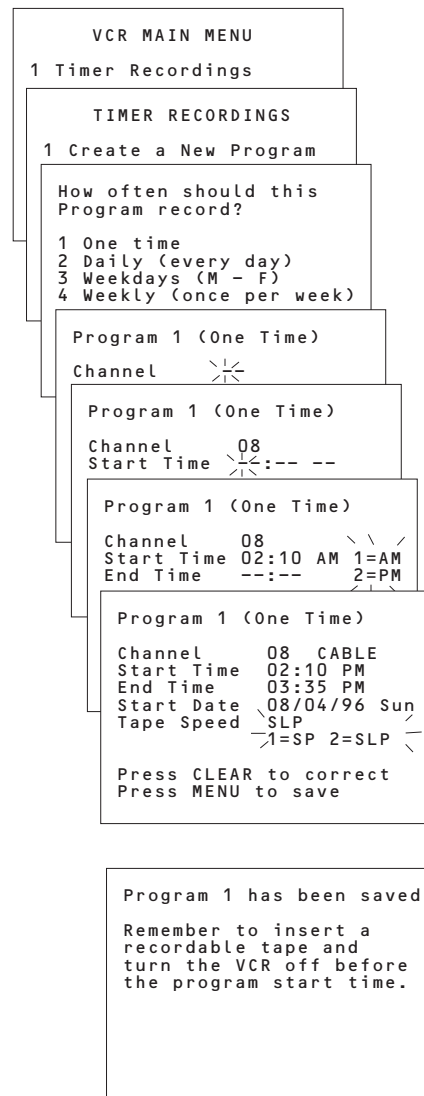 VCR MAIN MENU
1 Timer Recordings
TIMER RECORDINGS
1 Create a New Program
How often should this
Program record?
1 One time
2 Daily (every day)
3 Weekdays (M – F)
4 Weekly (once per week)
Program 1 (One Time)
Channel --
Program 1 (One Time)
Channel 08
Start Time --:-- --
Program 1 (One Time)
Channel 08
Start Time 02:10 AM 1=AM
End Time --:-- 2=PM
Program 1 (One Time)
Channel 08 CABLE
Start Time 02:10 PM
End Time 03:35 PM
Start Date 08/04/96 Sun
Tape Speed SLP
1=SP 2=SLP
Press CLEAR to correct
Press MENU to save
Program 1 has been saved
Remember to insert a
recordable tape and
turn the VCR off before
the program start time.